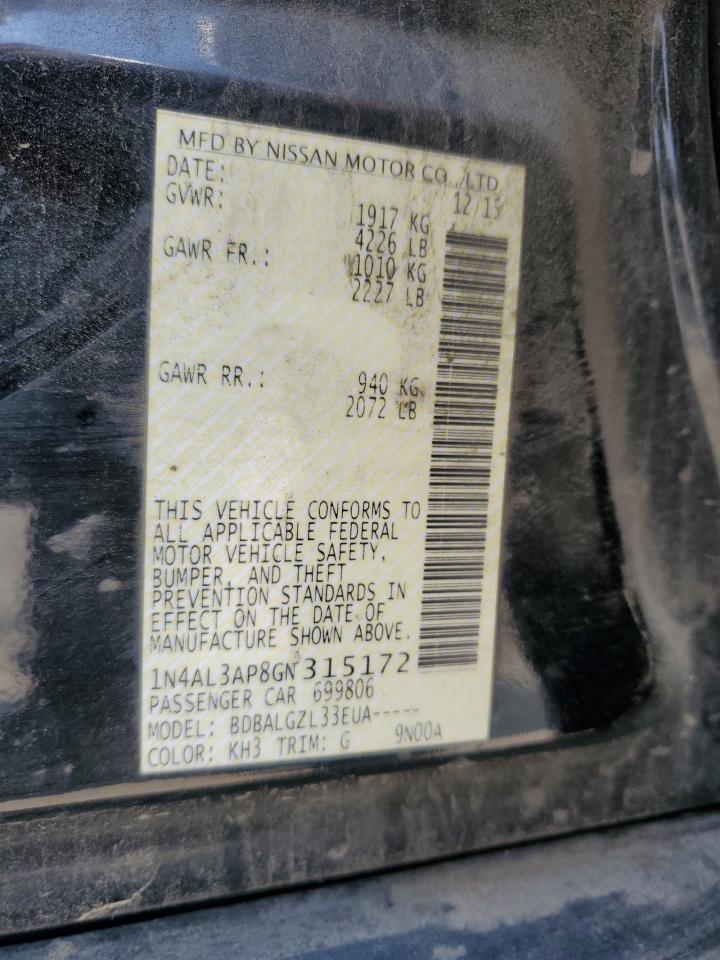 MFD BY NISSAN MOTOR CO., LTD
DATE: 12/15
GVWR: 1917 KG
4226 LB
GAWR FR.: 1010 KG
2227 LB
GAWR RR.: 940 KG
2072 LB
THIS VEHICLE CONFORMS TO
ALL APPLICABLE FEDERAL
MOTOR VEHICLE SAFETY,
BUMPER, AND THEFT
PREVENTION STANDARDS IN
EFFECT ON THE DATE OF
MANUFACTURE SHOWN ABOVE.
1N4AL3AP8GN315172
PASSENGER CAR 699806
MODEL: BDBALGZL33EUA-----
COLOR: KH3 TRIM: G 9N00A